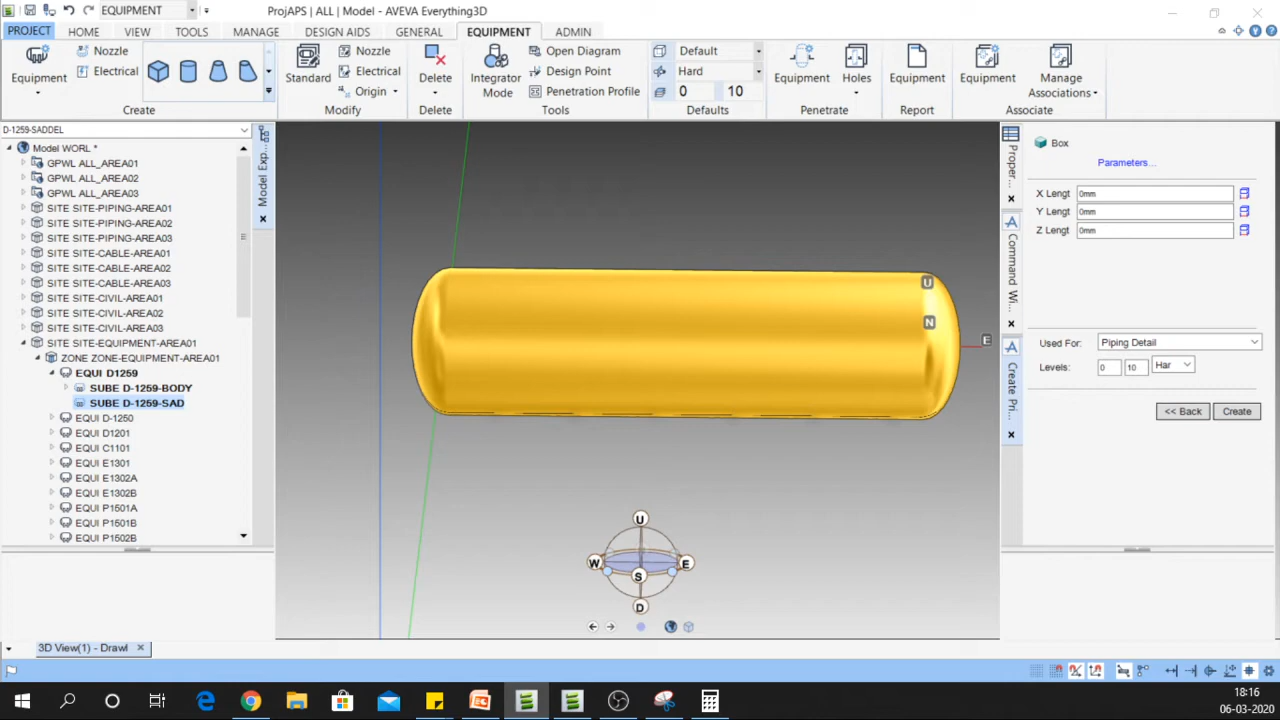 EQUIPMENT
ProjAPS | ALL | Model - AVEVA Everything3D
PROJECT HOME VIEW TOOLS MANAGE DESIGN AIDS GENERAL EQUIPMENT ADMIN
Equipment
Nozzle
Electrical
Create
Standard
Nozzle
Electrical
Origin
Modify
Delete
Delete
Integrator Mode
Open Diagram
Design Point
Penetration Profile
Tools
Default
Hard
0 10
Defaults
Equipment
Holes
Penetrate
Equipment
Report
Equipment
Manage Associations
Associate
D-1259-SADDEL
Model WORL *
GPWL ALL_AREA01
GPWL ALL_AREA02
GPWL ALL_AREA03
SITE SITE-PIPING-AREA01
SITE SITE-PIPING-AREA02
SITE SITE-PIPING-AREA03
SITE SITE-CABLE-AREA01
SITE SITE-CABLE-AREA02
SITE SITE-CABLE-AREA03
SITE SITE-CIVIL-AREA01
SITE SITE-CIVIL-AREA02
SITE SITE-CIVIL-AREA03
SITE SITE-EQUIPMENT-AREA01
ZONE ZONE-EQUIPMENT-AREA01
EQUI D1259
SUBE D-1259-BODY
SUBE D-1259-SAD
EQUI D-1250
EQUI D1201
EQUI C1101
EQUI E1301
EQUI E1302A
EQUI E1302B
EQUI P1501A
EQUI P1501B
EQUI P1502B
Model Exp...
U
N
E
U
W
E
S
D
3D View(1) - Drawl
Proper...
Command Wi...
Create Pri...
Box
Parameters...
X Lengt 0mm
Y Lengt 0mm
Z Lengt 0mm
Used For: Piping Detail
Levels: 0 10 Har
<< Back Create
18:16
06-03-2020